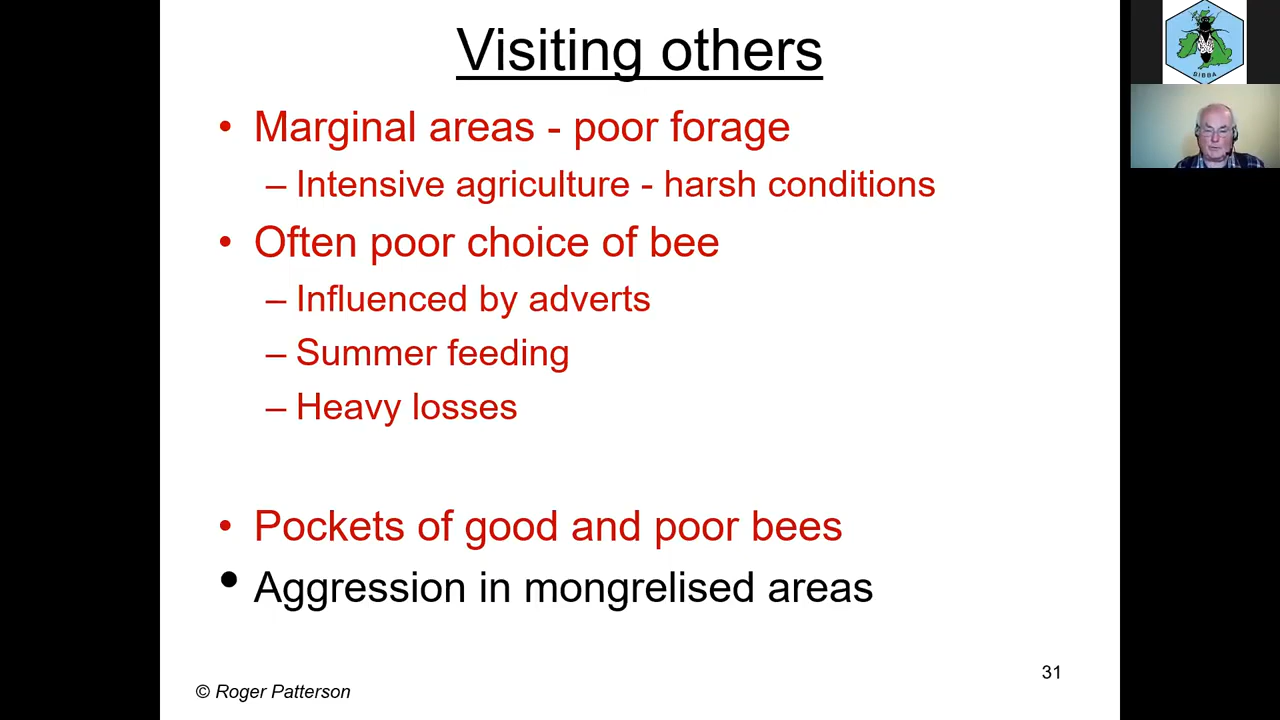 Visiting others
• Marginal areas - poor forage
– Intensive agriculture - harsh conditions
• Often poor choice of bee
– Influenced by adverts
– Summer feeding
– Heavy losses
• Pockets of good and poor bees
• Aggression in mongrelised areas
31
© Roger Patterson
BIBBA